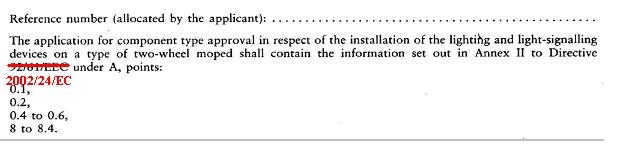 Reference number (allocated by the applicant): ............................................................
The application for component type approval in respect of the installation of the lighting and light-signalling
devices on a type of two-wheel moped shall contain the information set out in Annex II to Directive
92/61/EEC under A, points:
2002/24/EC
0.1,
0.2,
0.4 to 0.6,
8 to 8.4.